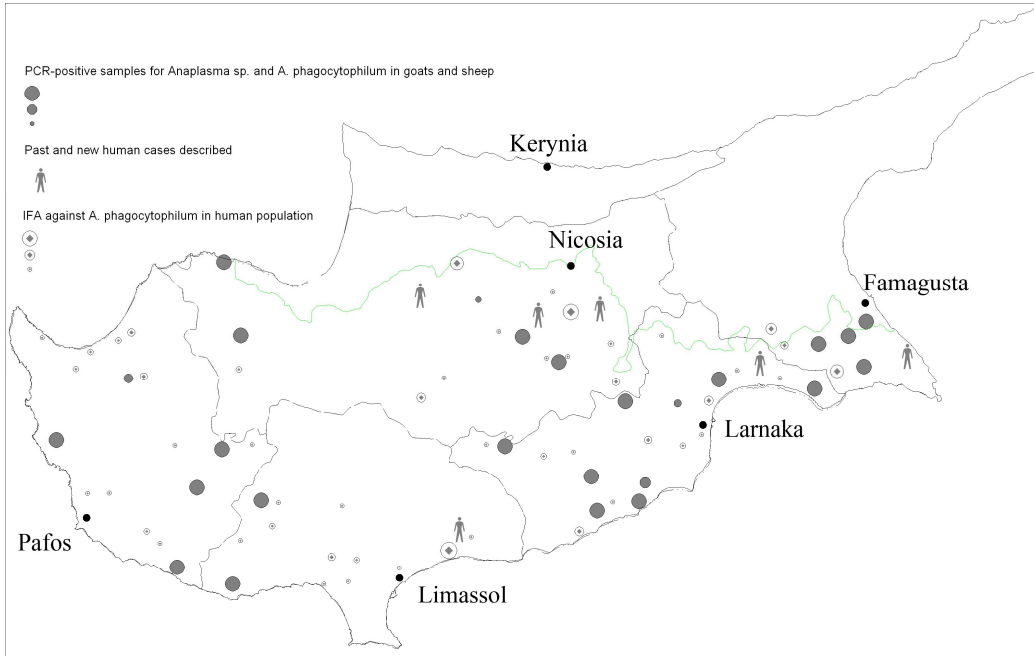 PCR-positive samples for Anaplasma sp. and A. phagocytophilum in goats and sheep
Past and new human cases described
IFA against A. phagocytophilum in human population
Kerynia
Nicosia
Famagusta
Larnaka
Pafos
Limassol